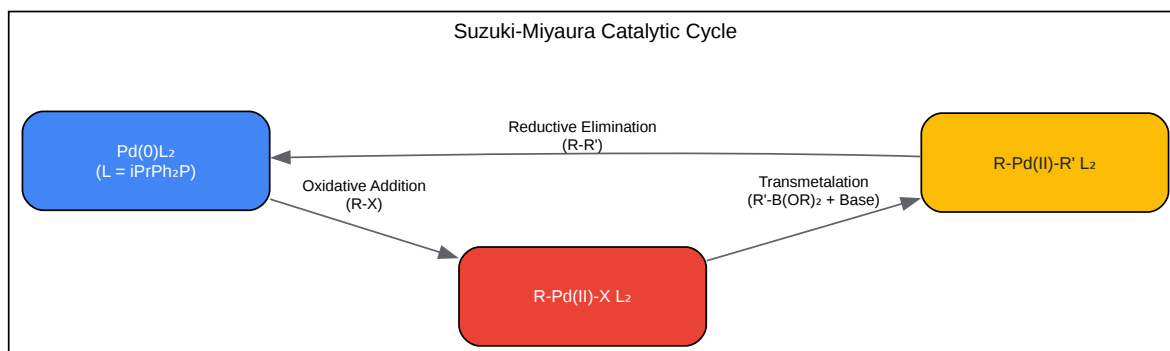 Suzuki-Miyaura Catalytic Cycle
Pd(0)L₂
(L = iPrPh₂P)
Reductive Elimination
(R-R')
R-Pd(II)-R' L₂
Oxidative Addition
(R-X)
Transmetalation
(R'-B(OR)₂ + Base)
R-Pd(II)-X L₂